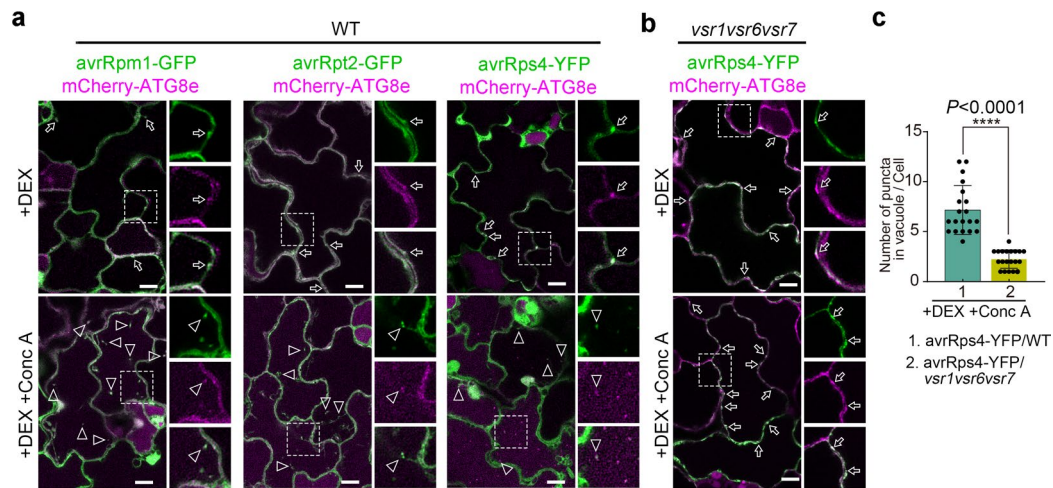 a
WT
avrRpm1-GFP
mCherry-ATG8e
avrRpt2-GFP
mCherry-ATG8e
avrRps4-YFP
mCherry-ATG8e
+DEX
+DEX +Conc A
b
vsr1vsr6vsr7
avrRps4-YFP
mCherry-ATG8e
+DEX
+DEX +Conc A
c
P<0.0001
****
Number of puncta
in vacuole / Cell
15
10
5
0
1 2
+DEX +Conc A
1. avrRps4-YFP/WT
2. avrRps4-YFP/
vsr1vsr6vsr7